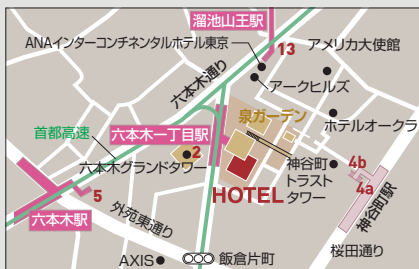 溜池山王駅
ANAインターコンチネンタルホテル東京
13
アメリカ大使館
六本木通り
アークヒルズ
泉ガーデン
首都高速
六本木一丁目駅
ホテルオークラ
2
六本木グランドタワー
神谷町
トラスト
タワー
4b
4a
HOTEL
5
六本木駅
外苑東通り
神谷町駅
桜田通り
AXIS
飯倉片町